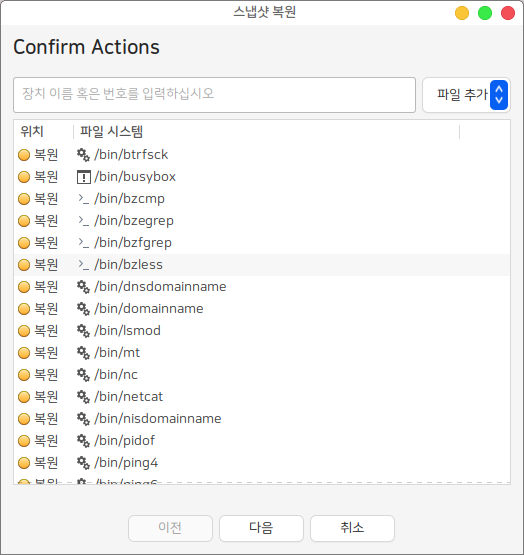 스냅샷 복원
Confirm Actions
장치 이름 혹은 번호를 입력하십시오
파일 추가
위치 파일 시스템
복원 /bin/btrfsck
복원 /bin/busybox
복원 /bin/bzcmp
복원 /bin/bzegrep
복원 /bin/bzfgrep
복원 /bin/bzless
복원 /bin/dnsdomainname
복원 /bin/domainname
복원 /bin/lsmod
복원 /bin/mt
복원 /bin/nc
복원 /bin/netcat
복원 /bin/nisdomainname
복원 /bin/pidof
복원 /bin/ping4
복원 /bin/ping6
이전 다음 취소